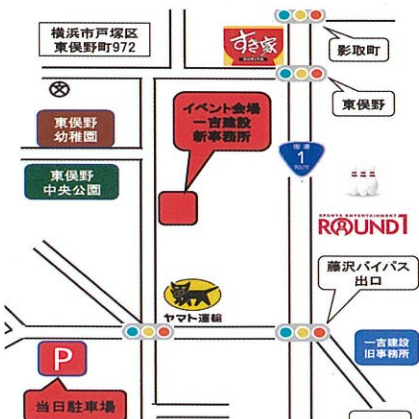 横浜市戸塚区
東俣野町972
すき家
影取町
東俣野
イベント会場
一吉建設
新事務所
東俣野
幼稚園
国道
1
ROUTE
東俣野
中央公園
SPORTS ENTERTAINMENT
ROUND1
藤沢バイパス
出口
ヤマト運輸
一吉建設
旧事務所
P
当日駐車場